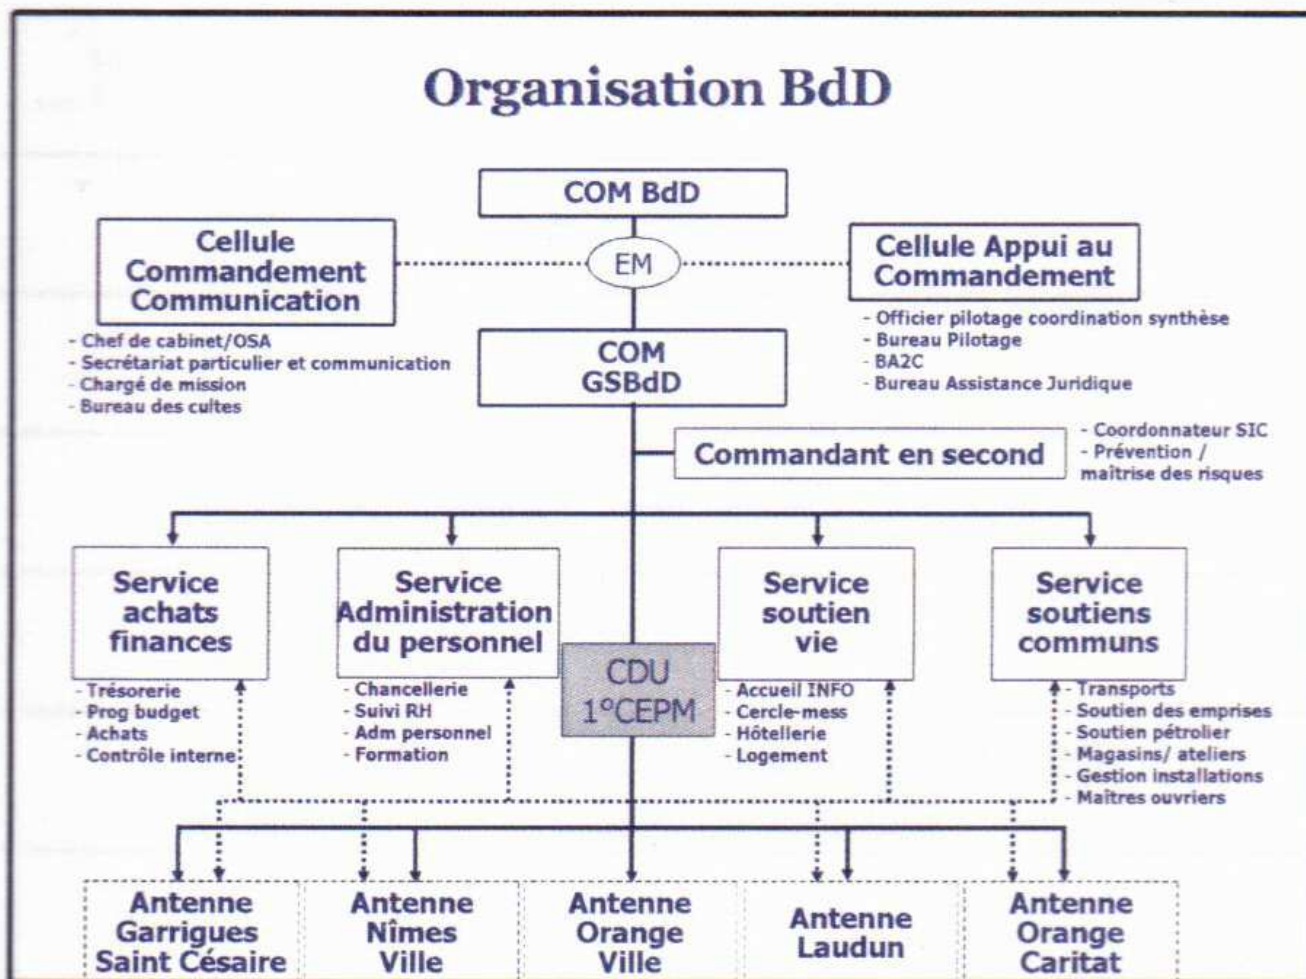 Organisation BdD
COM BdD
Cellule
Commandement
Communication
EM
Cellule Appui au
Commandement
- Chef de cabinet/OSA
- Secrétariat particulier et communication
- Chargé de mission
- Bureau des cultes
COM
GSBdD
- Officier pilotage coordination synthèse
- Bureau Pilotage
- BA2C
- Bureau Assistance Juridique
Commandant en second
- Coordonnateur SIC
- Prévention /
maîtrise des risques
Service
achats
finances
Service
Administration
du personnel
Service
soutien
vie
Service
soutiens
communs
CDU
1°CEPM
- Trésorerie
- Prog budget
- Achats
- Contrôle interne
- Chancellerie
- Suivi RH
- Adm personnel
- Formation
- Accueil INFO
- Cercle-mess
- Hôtellerie
- Logement
- Transports
- Soutien des emprises
- Soutien pétrolier
- Magasins/ ateliers
- Gestion installations
- Maîtres ouvriers
Antenne
Garrigues
Saint Césaire
Antenne
Nîmes
Ville
Antenne
Orange
Ville
Antenne
Laudun
Antenne
Orange
Caritat